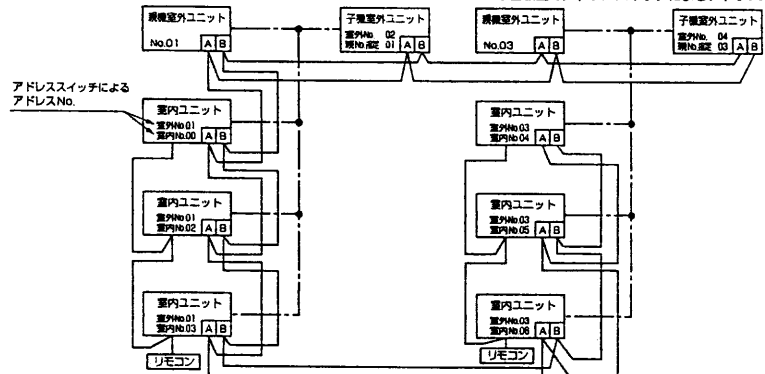 親機室外ユニット
No.01 A B
子機室外ユニット
室外No. 02
親No.指定 01 A B
親機室外ユニット
No.03 A B
子機室外ユニット
室外No. 04
親No.指定 03 A B
アドレススイッチによる
アドレスNo.
室内ユニット
室外No.01
室内No.00 A B
室内ユニット
室外No.03
室内No.04 A B
室内ユニット
室外No.01
室内No.02 A B
室内ユニット
室外No.03
室内No.05 A B
室内ユニット
室外No.01
室内No.03 A B
リモコン
室内ユニット
室外No.03
室内No.06 A B
リモコン